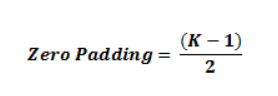 Zero Padding = (K − 1) / 2